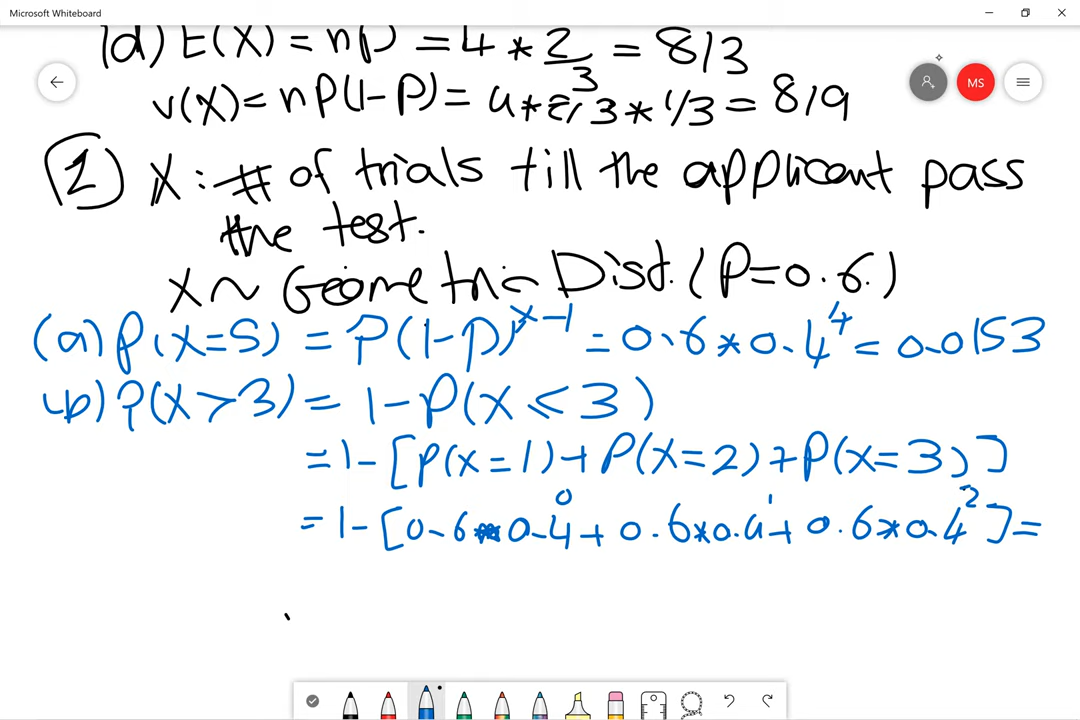 Microsoft Whiteboard
(d) E(X) = np = 4 * 2/3 = 8/3
MS
v(X) = np(1-p) = 4 * 2/3 * 1/3 = 8/9
2) X : # of trials till the applicant pass
the test.
X ~ Geometric Dist. (P=0.6)
(a) P(X=5) = P(1-p)^x-1 = 0.6 * 0.4^4 = 0.0153
(b) P(X>3) = 1-P(X≤3)
=1-[P(X=1)+P(X=2)+P(X=3)]
=1-[0.6*0.4^0+0.6*0.4^1+0.6*0.4^2]=